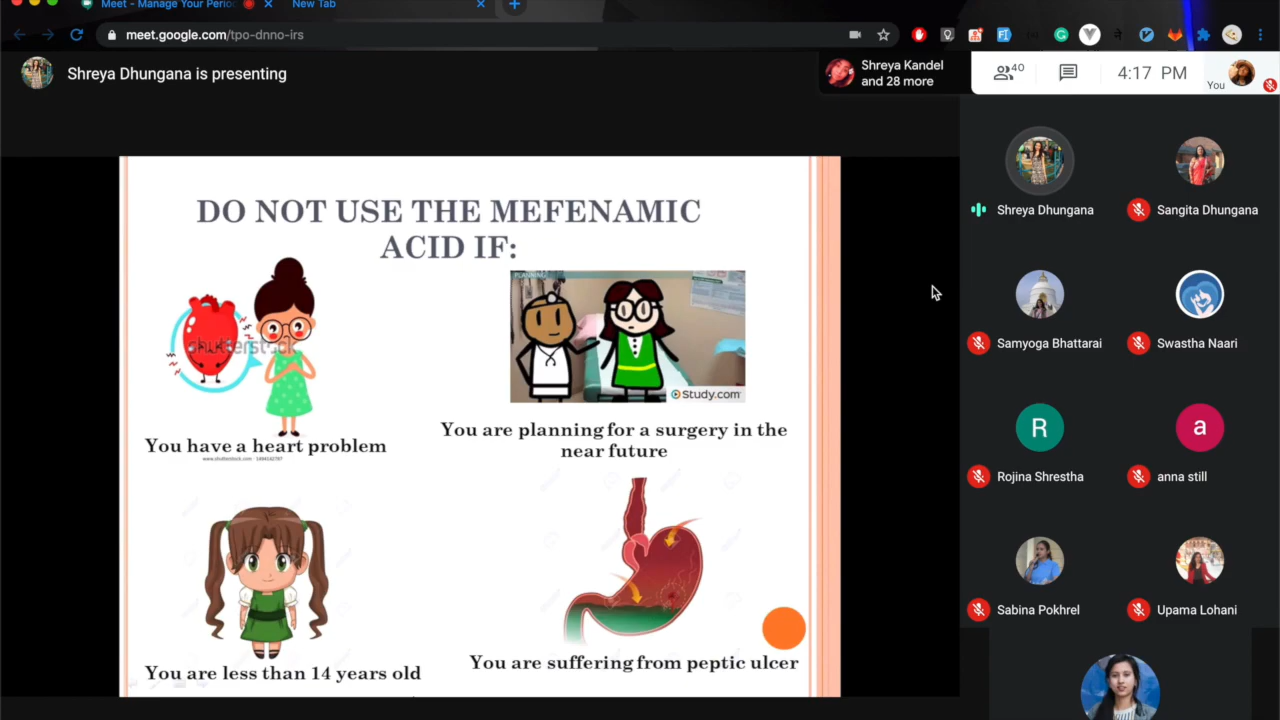 Meet - Manage Your Perio
New Tab
meet.google.com/tpo-dnno-irs
Shreya Dhungana is presenting
Shreya Kandel
and 28 more
40
4:17 PM
You
DO NOT USE THE MEFENAMIC
ACID IF:
shutterstock
You have a heart problem
www.shutterstock.com · 1884142787
PLANNING
Study.com
You are planning for a surgery in the
near future
You are less than 14 years old
You are suffering from peptic ulcer
Shreya Dhungana
Sangita Dhungana
Samyoga Bhattarai
Swastha Naari
R
a
Rojina Shrestha
anna still
Sabina Pokhrel
Upama Lohani